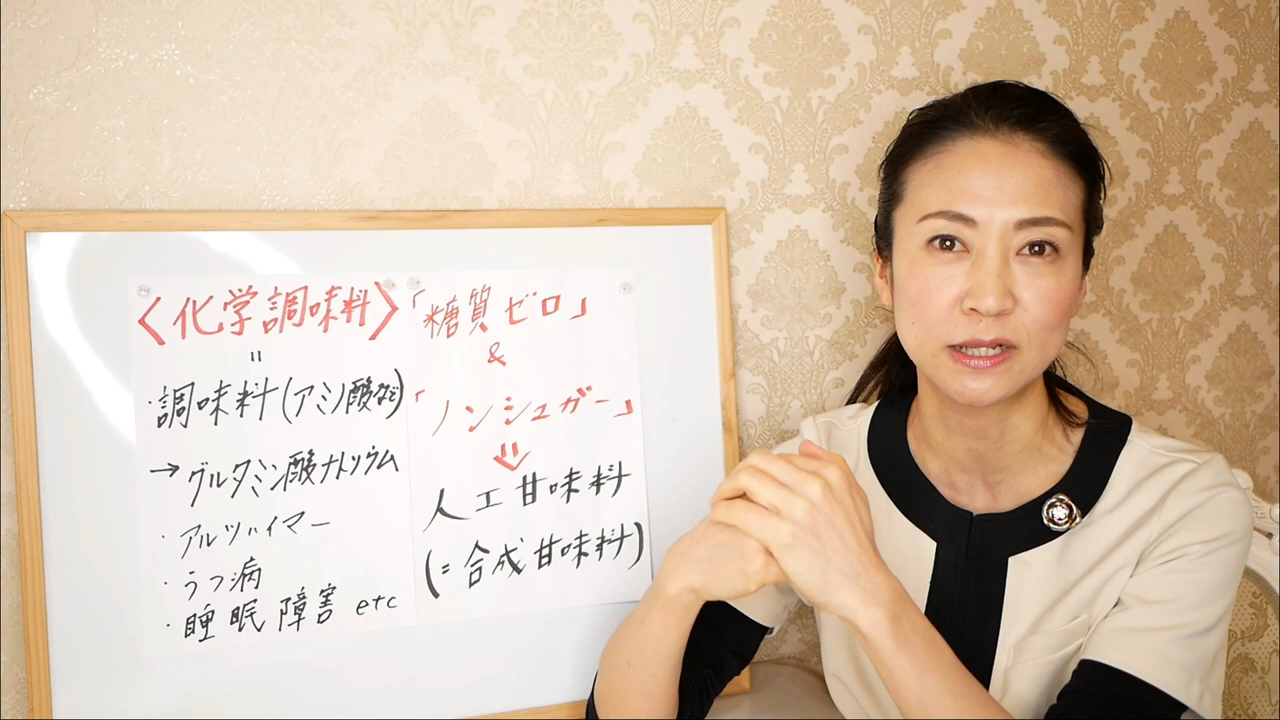 〈化学調味料〉
〃
・調味料(アミノ酸など)
→グルタミン酸ナトリウム
・アルツハイマー
・うつ病
・睡眠障害 etc
「糖質ゼロ」
&
「ノンシュガー」
⇓
人工甘味料
(=合成甘味料)